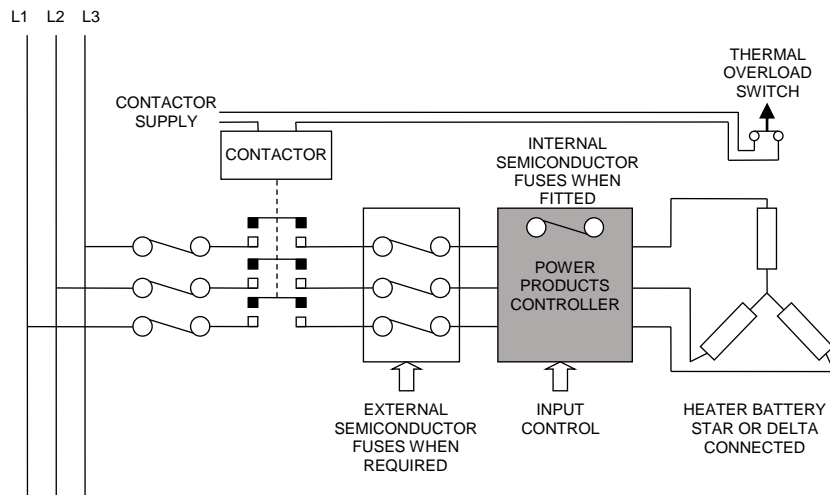 L1 L2 L3
THERMAL
OVERLOAD
SWITCH
CONTACTOR
SUPPLY
CONTACTOR
INTERNAL
SEMICONDUCTOR
FUSES WHEN
FITTED
POWER
PRODUCTS
CONTROLLER
EXTERNAL
SEMICONDUCTOR
FUSES WHEN
REQUIRED
INPUT
CONTROL
HEATER BATTERY
STAR OR DELTA
CONNECTED